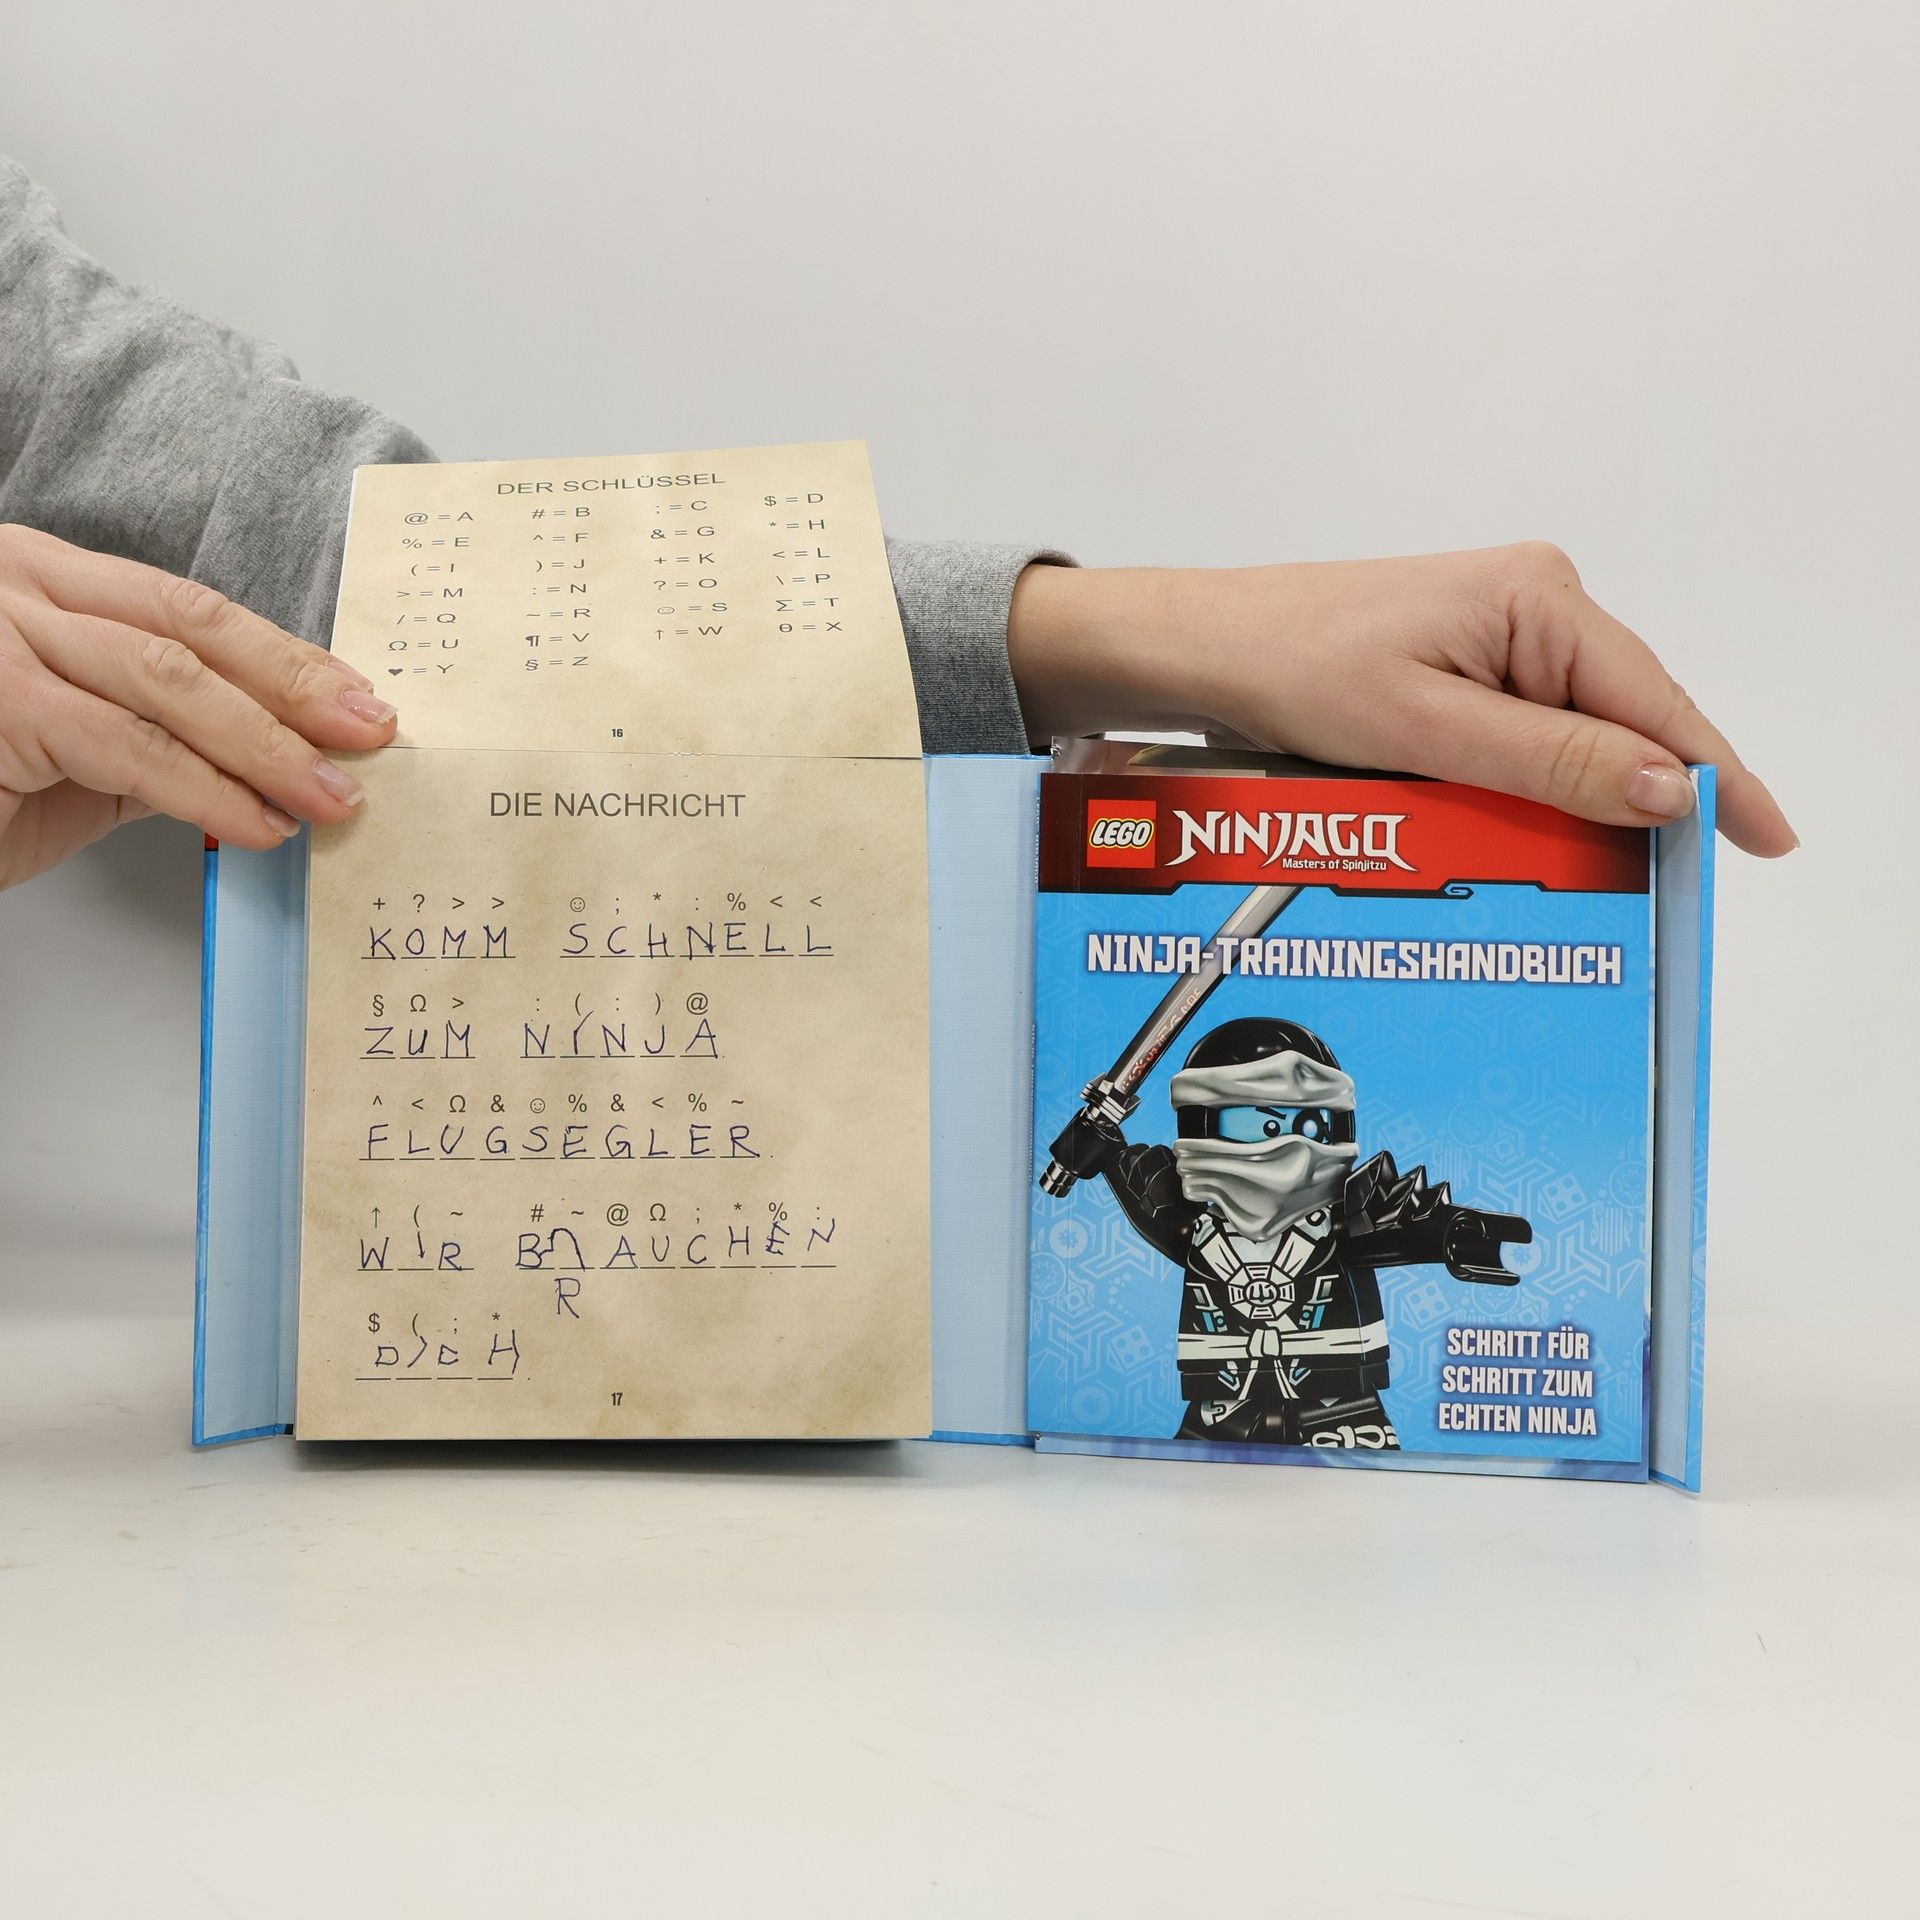 DER SCHLÜSSEL
@ = A # = B ; = C $ = D
% = E ^ = F & = G * = H
( = I ) = J + = K < = L
> = M : = N ? = O \ = P
/ = Q ~ = R ☺ = S Σ = T
Ω = U ¶ = V ↑ = W θ = X
♥ = Y § = Z
16
DIE NACHRICHT
+ ? > > ☺ ; * : % < <
KOMM SCHNELL
§ Ω > : ( : ) @
ZUM NINJA
^ < Ω & ☺ % & < % ~
FLUGSEGLER.
↑ ( ~ # ~ @ Ω ; * % :
WIR BRAUCHEN
R
$ ( ; *
DICH.
17
LEGO NINJAGO
Masters of Spinjitzu
NINJA-TRAININGSHANDBUCH
SCHRITT FÜR
SCHRITT ZUM
ECHTEN NINJA